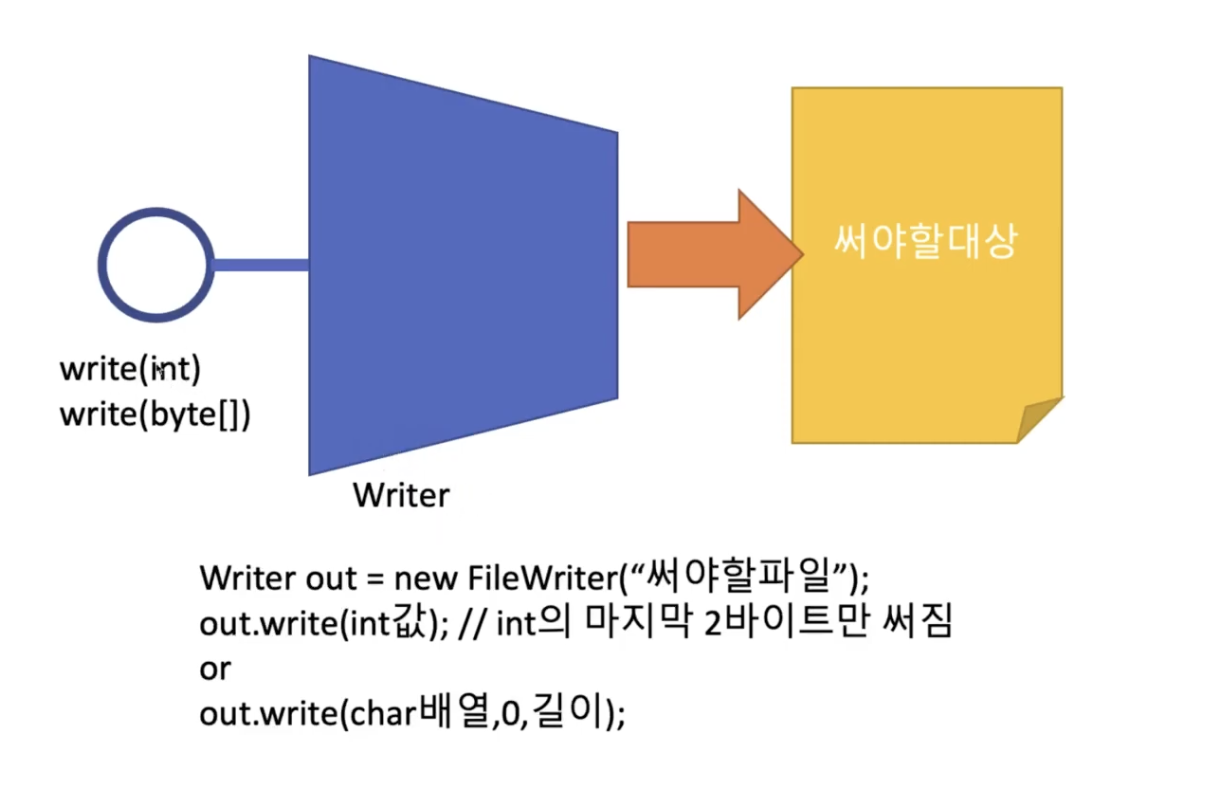 써야할대상
write(int)
write(byte[])
Writer
Writer out = new FileWriter(“써야할파일”);
out.write(int값); // int의 마지막 2바이트만 써짐
or
out.write(char배열,0,길이);